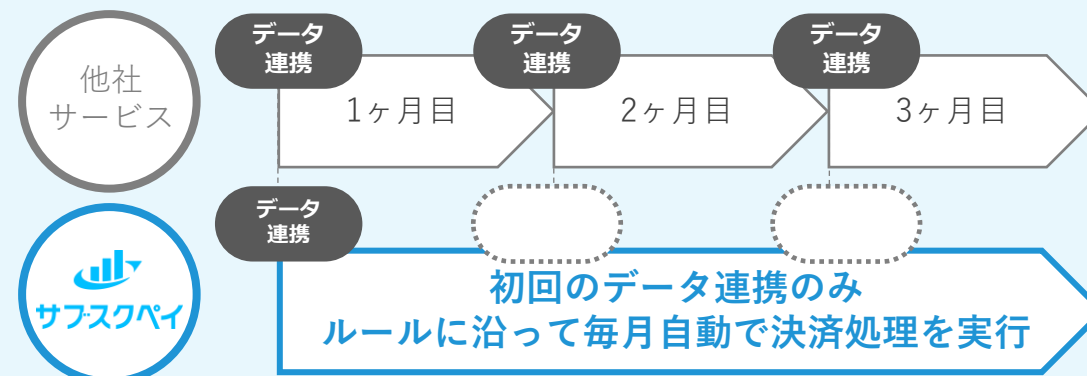 他社
サービス
データ
連携
データ
連携
データ
連携
1ヶ月目
2ヶ月目
3ヶ月目
サブスクペイ
データ
連携
初回のデータ連携のみ
ルールに沿って毎月自動で決済処理を実行